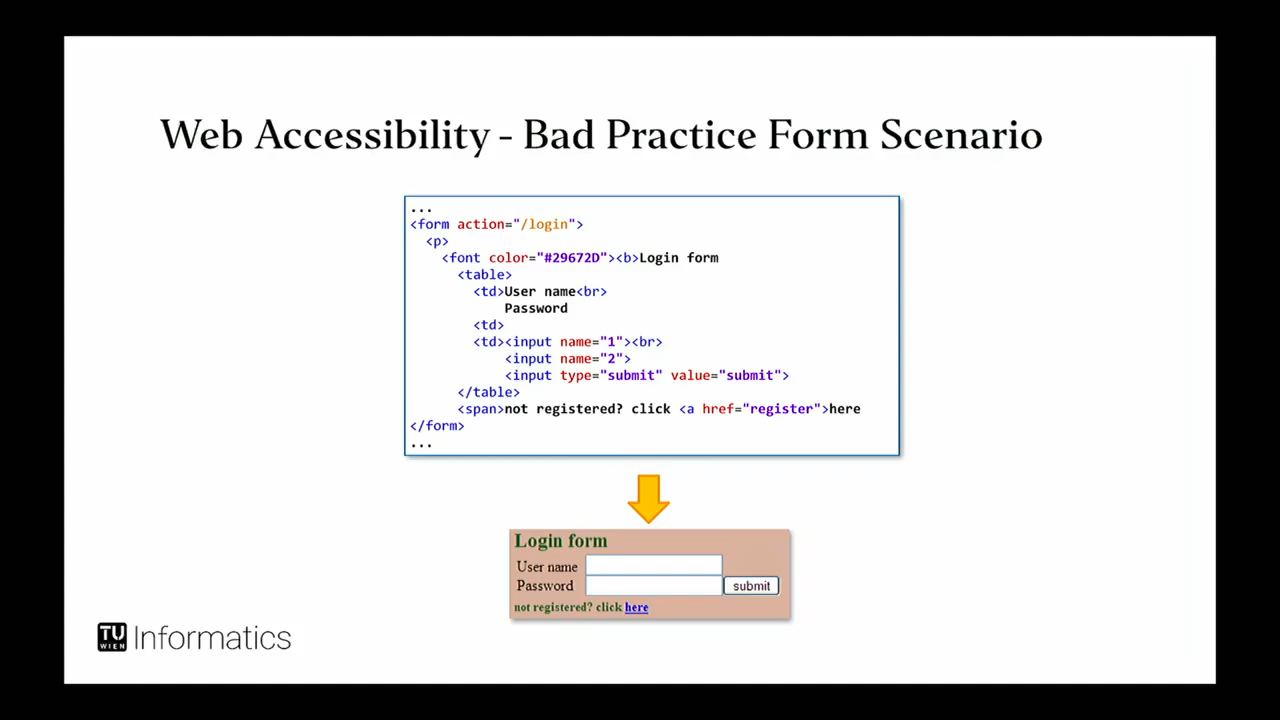 Web Accessibility - Bad Practice Form Scenario
...
<form action="/login">
<p>
<font color="#29672D"><b>Login form
<table>
<td>User name<br>
Password
<td>
<td><input name="1"><br>
<input name="2">
<input type="submit" value="submit">
</table>
<span>not registered? click <a href="register">here
</form>
...
Login form
User name
Password submit
not registered? click here
TU WIEN Informatics